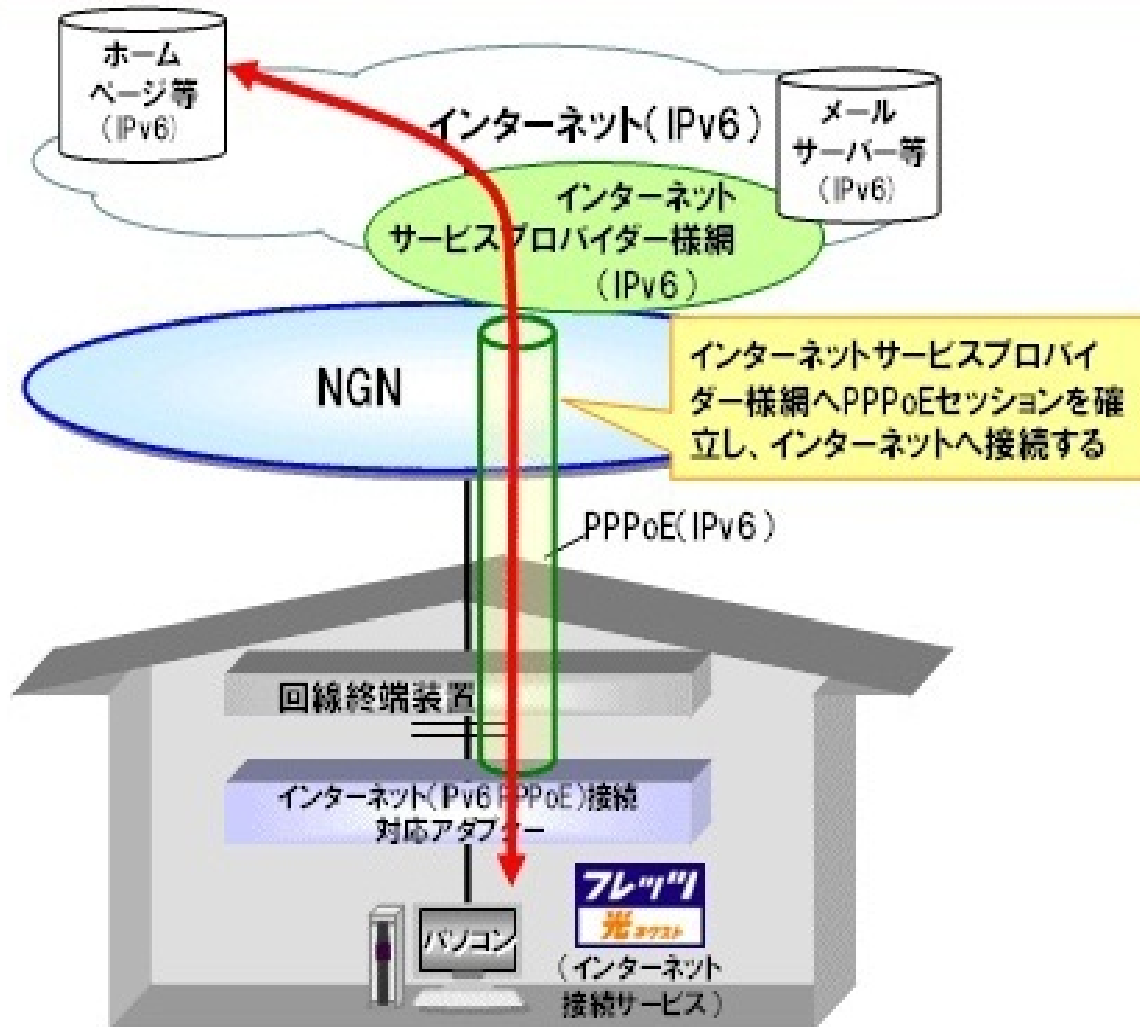 ホーム
ページ等
(IPv6)
インターネット(IPv6)
メール
サーバー等
(IPv6)
インターネット
サービスプロバイダー様網
(IPv6)
NGN
インターネットサービスプロバイ
ダー様網へPPPoEセッションを確
立し、インターネットへ接続する
PPPoE(IPv6)
回線終端装置
インターネット(IPv6 PPPoE)接続
対応アダプター
パソコン
フレッツ
光ネクスト
(インターネット
接続サービス)